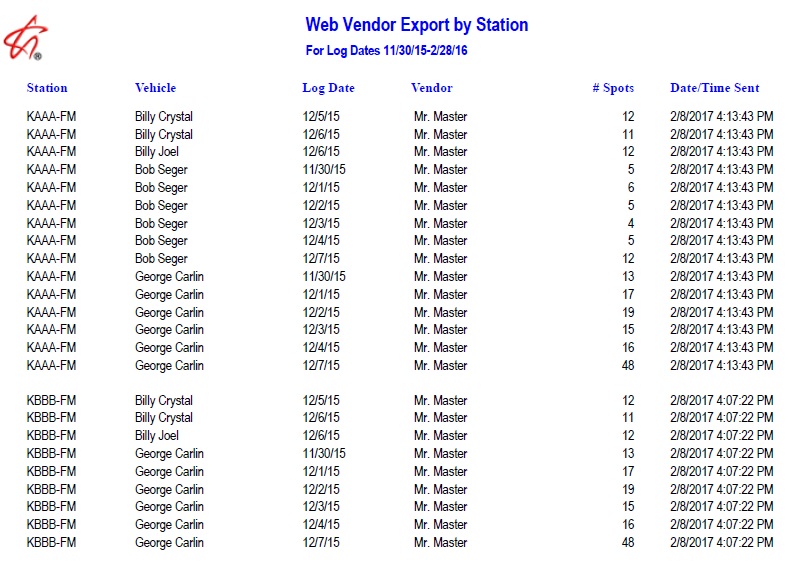 Web Vendor Export by Station
For Log Dates 11/30/15-2/28/16
Station Vehicle Log Date Vendor # Spots Date/Time Sent
KAAA-FM Billy Crystal 12/5/15 Mr. Master 12 2/8/2017 4:13:43 PM
KAAA-FM Billy Crystal 12/6/15 Mr. Master 11 2/8/2017 4:13:43 PM
KAAA-FM Billy Joel 12/6/15 Mr. Master 12 2/8/2017 4:13:43 PM
KAAA-FM Bob Seger 11/30/15 Mr. Master 5 2/8/2017 4:13:43 PM
KAAA-FM Bob Seger 12/1/15 Mr. Master 6 2/8/2017 4:13:43 PM
KAAA-FM Bob Seger 12/2/15 Mr. Master 5 2/8/2017 4:13:43 PM
KAAA-FM Bob Seger 12/3/15 Mr. Master 4 2/8/2017 4:13:43 PM
KAAA-FM Bob Seger 12/4/15 Mr. Master 5 2/8/2017 4:13:43 PM
KAAA-FM Bob Seger 12/7/15 Mr. Master 12 2/8/2017 4:13:43 PM
KAAA-FM George Carlin 11/30/15 Mr. Master 13 2/8/2017 4:13:43 PM
KAAA-FM George Carlin 12/1/15 Mr. Master 17 2/8/2017 4:13:43 PM
KAAA-FM George Carlin 12/2/15 Mr. Master 19 2/8/2017 4:13:43 PM
KAAA-FM George Carlin 12/3/15 Mr. Master 15 2/8/2017 4:13:43 PM
KAAA-FM George Carlin 12/4/15 Mr. Master 16 2/8/2017 4:13:43 PM
KAAA-FM George Carlin 12/7/15 Mr. Master 48 2/8/2017 4:13:43 PM
KBBB-FM Billy Crystal 12/5/15 Mr. Master 12 2/8/2017 4:07:22 PM
KBBB-FM Billy Crystal 12/6/15 Mr. Master 11 2/8/2017 4:07:22 PM
KBBB-FM Billy Joel 12/6/15 Mr. Master 12 2/8/2017 4:07:22 PM
KBBB-FM George Carlin 11/30/15 Mr. Master 13 2/8/2017 4:07:22 PM
KBBB-FM George Carlin 12/1/15 Mr. Master 17 2/8/2017 4:07:22 PM
KBBB-FM George Carlin 12/2/15 Mr. Master 19 2/8/2017 4:07:22 PM
KBBB-FM George Carlin 12/3/15 Mr. Master 15 2/8/2017 4:07:22 PM
KBBB-FM George Carlin 12/4/15 Mr. Master 16 2/8/2017 4:07:22 PM
KBBB-FM George Carlin 12/7/15 Mr. Master 48 2/8/2017 4:07:22 PM